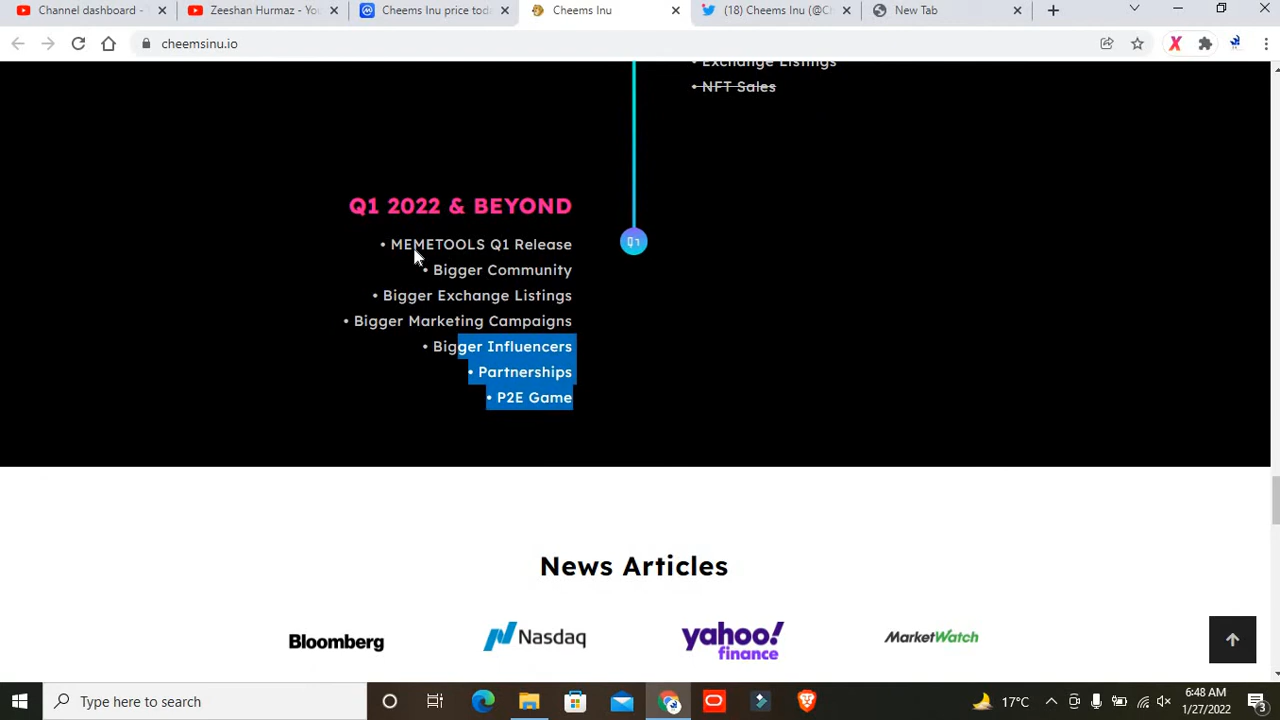 Channel dashboard -
Zeeshan Hurmaz - Yo
Cheems Inu price toda
Cheems Inu
(18) Cheems Inu (@Ch
New Tab
cheemsinu.io
• Exchange Listings
• NFT Sales
Q1 2022 & BEYOND
Q1
• MEMETOOLS Q1 Release
• Bigger Community
• Bigger Exchange Listings
• Bigger Marketing Campaigns
• Bigger Influencers
• Partnerships
• P2E Game
News Articles
Bloomberg
Nasdaq
yahoo!
finance
MarketWatch
Type here to search
17°C
6:48 AM
1/27/2022
3